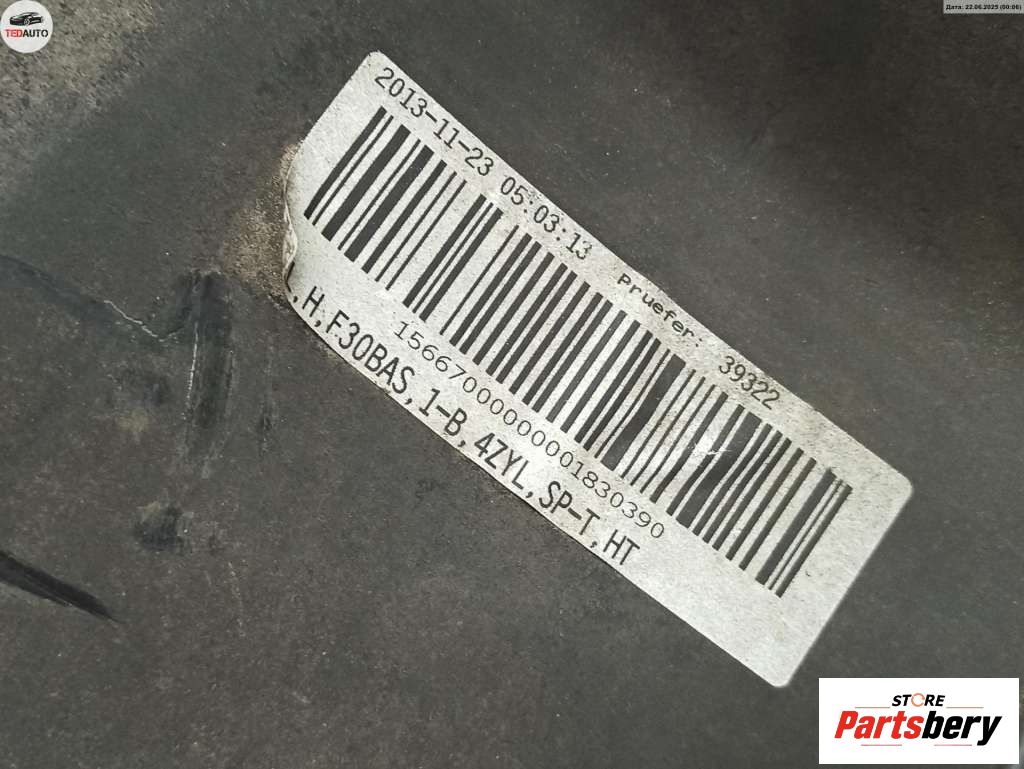 TEDAUTO
Дата: 22.06.2025 (00:06)
2013-11-23 05:03:13 Pruefer: 39322
15667000000001830390
L,H,F30BAS,1-B,4ZYL,SP-T,HT
STORE
Partsbery